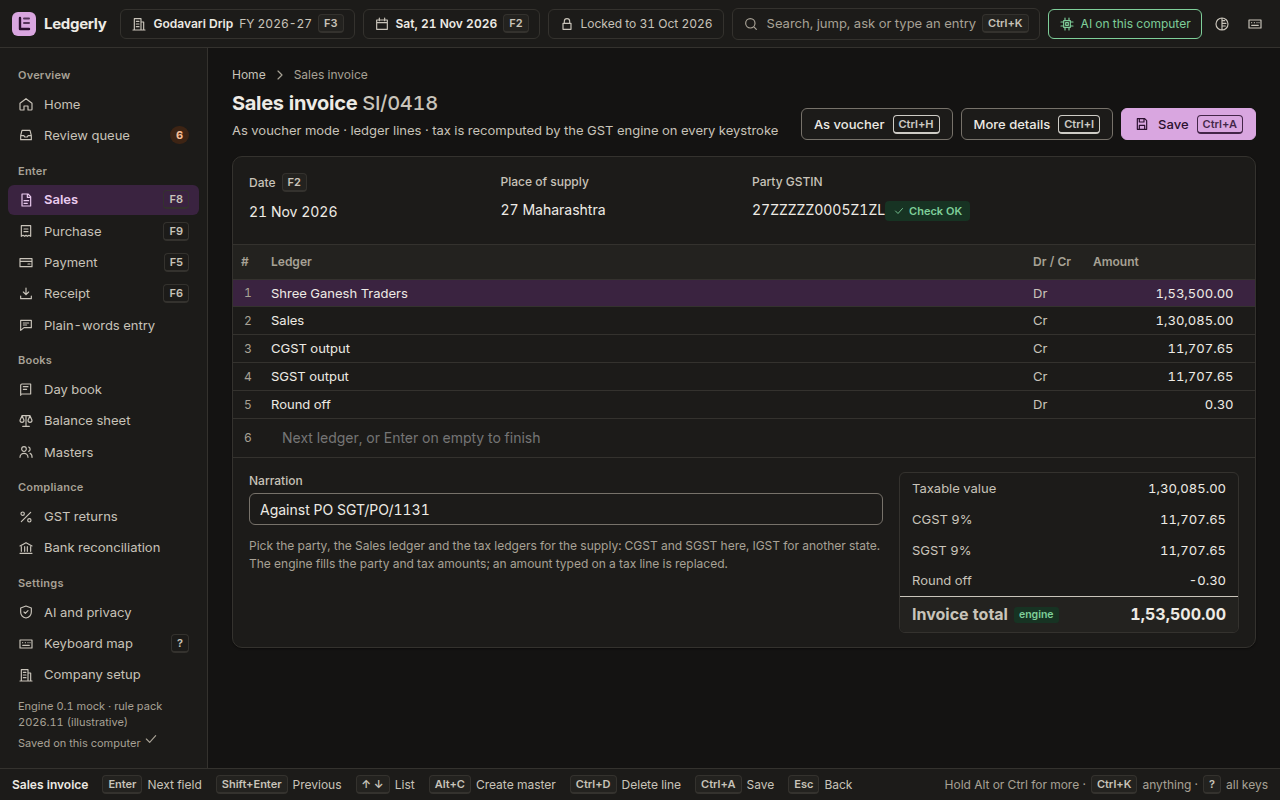 Ledgerly
Godavari Drip FY 2026-27 F3
Sat, 21 Nov 2026 F2
Locked to 31 Oct 2026
Search, jump, ask or type an entry Ctrl+K
AI on this computer
Overview
Home
Review queue 6
Enter
Sales F8
Purchase F9
Payment F5
Receipt F6
Plain-words entry
Books
Day book
Balance sheet
Masters
Compliance
GST returns
Bank reconciliation
Settings
AI and privacy
Keyboard map ?
Company setup
Engine 0.1 mock · rule pack
2026.11 (illustrative)
Saved on this computer
Home > Sales invoice
Sales invoice SI/0418
As voucher mode · ledger lines · tax is recomputed by the GST engine on every keystroke
As voucher Ctrl+H
More details Ctrl+I
Save Ctrl+A
Date F2 Place of supply Party GSTIN
21 Nov 2026 27 Maharashtra 27ZZZZZ0005Z1ZL Check OK
# Ledger Dr / Cr Amount
1 Shree Ganesh Traders Dr 1,53,500.00
2 Sales Cr 1,30,085.00
3 CGST output Cr 11,707.65
4 SGST output Cr 11,707.65
5 Round off Dr 0.30
6 Next ledger, or Enter on empty to finish
Narration
Against PO SGT/PO/1131
Pick the party, the Sales ledger and the tax ledgers for the supply: CGST and SGST here, IGST for another state.
The engine fills the party and tax amounts; an amount typed on a tax line is replaced.
Taxable value 1,30,085.00
CGST 9% 11,707.65
SGST 9% 11,707.65
Round off -0.30
Invoice total engine 1,53,500.00
Sales invoice Enter Next field Shift+Enter Previous ↑↓ List Alt+C Create master Ctrl+D Delete line Ctrl+A Save Esc Back Hold Alt or Ctrl for more · Ctrl+K anything · ? all keys